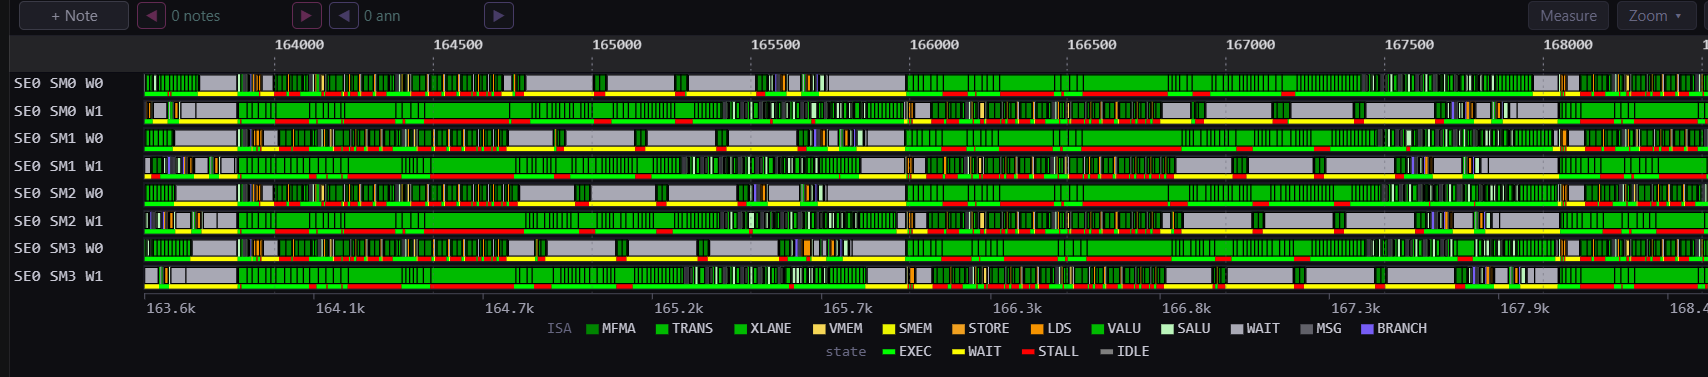 + Note ◀ 0 notes ▶ ◀ 0 ann ▶ Measure Zoom ▾
164000 164500 165000 165500 166000 166500 167000 167500 168000
SE0 SM0 W0
SE0 SM0 W1
SE0 SM1 W0
SE0 SM1 W1
SE0 SM2 W0
SE0 SM2 W1
SE0 SM3 W0
SE0 SM3 W1
163.6k 164.1k 164.7k 165.2k 165.7k 166.3k 166.8k 167.3k 167.9k 168.4
ISA MFMA TRANS XLANE VMEM SMEM STORE LDS VALU SALU WAIT MSG BRANCH
state EXEC WAIT STALL IDLE